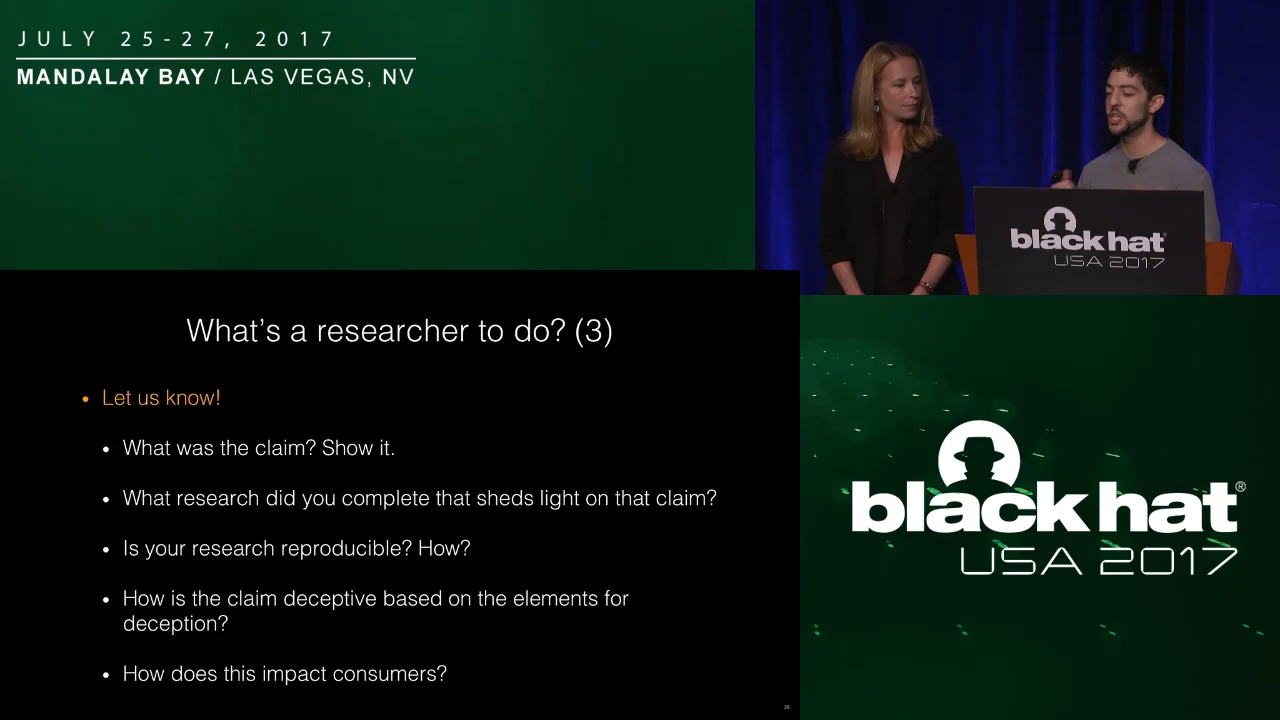 JULY 25-27, 2017
MANDALAY BAY / LAS VEGAS, NV
black hat®
USA 2017
What's a researcher to do? (3)
• Let us know!
• What was the claim? Show it.
• What research did you complete that sheds light on that claim?
• Is your research reproducible? How?
• How is the claim deceptive based on the elements for
deception?
• How does this impact consumers?
28
black hat®
USA 2017